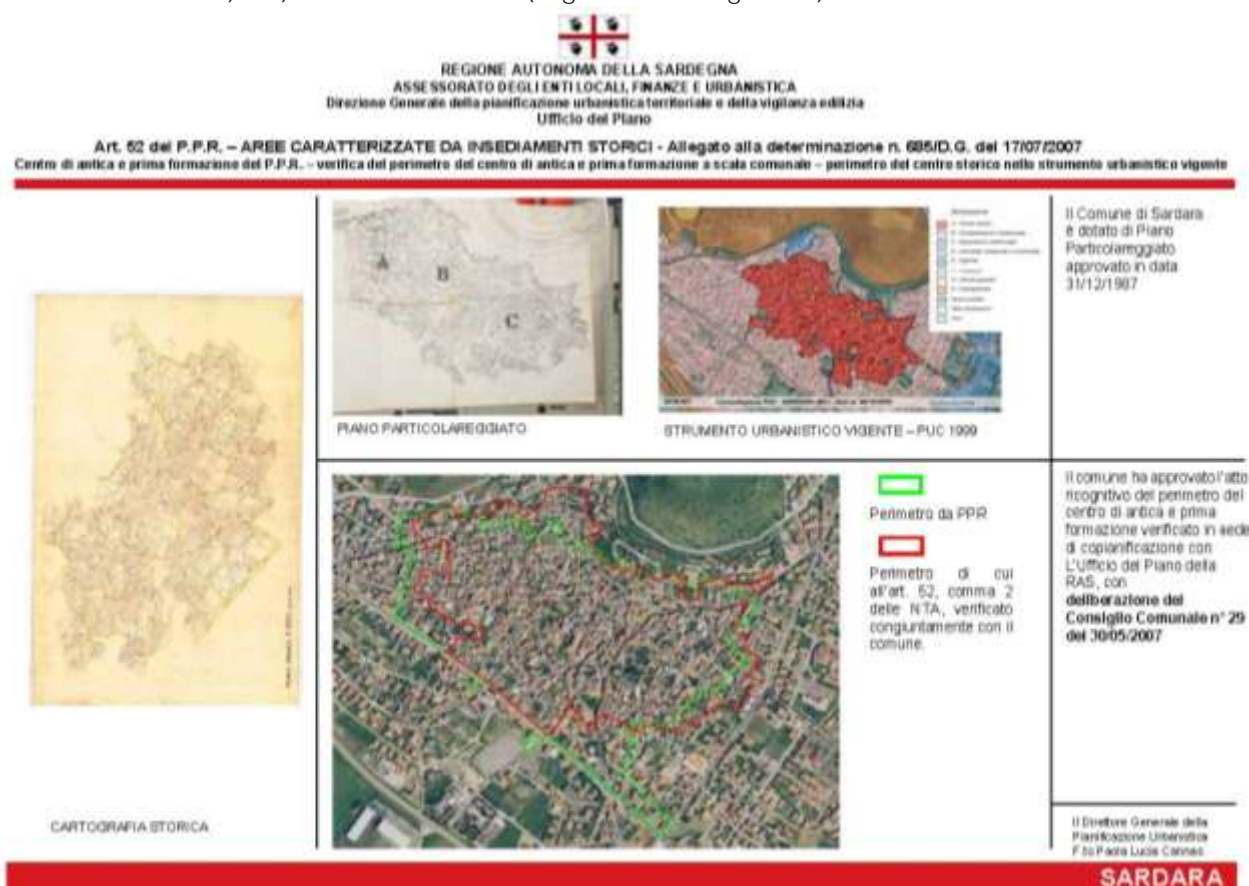 REGIONE AUTONOMA DELLA SARDEGNA
ASSESSORATO DEGLI ENTI LOCALI, FINANZE E URBANISTICA
Direzione Generale della pianificazione urbanistica territoriale e della vigilanza edilizia
Ufficio del Piano
Art. 52 del P.P.R. – AREE CARATTERIZZATE DA INSEDIAMENTI STORICI - Allegato alla determinazione n. 685/D.G. del 17/07/2007
Centro di antica e prima formazione del P.P.R. – verifica del perimetro del centro di antica e prima formazione a scala comunale – perimetro del centro storico nello strumento urbanistico vigente
CARTOGRAFIA STORICA
A
B
C
PIANO PARTICOLAREGGIATO
STRUMENTO URBANISTICO VIGENTE – PUC 1999
Il Comune di Sardara
è dotato di Piano
Particolareggiato
approvato in data
31/12/1987
Perimetro da PPR
Perimetro di cui
all'art. 52, comma 2
delle NTA, verificato
congiuntamente con il
comune.
Il comune ha approvato l'atto
ricognitivo del perimetro del
centro di antica e prima
formazione verificato in sede
di copianificazione con
L'Ufficio del Piano della
RAS, con
deliberazione del
Consiglio Comunale n° 29
del 30/05/2007
Il Direttore Generale della
Pianificazione Urbanistica
F.to Paola Lucia Cannas
SARDARA